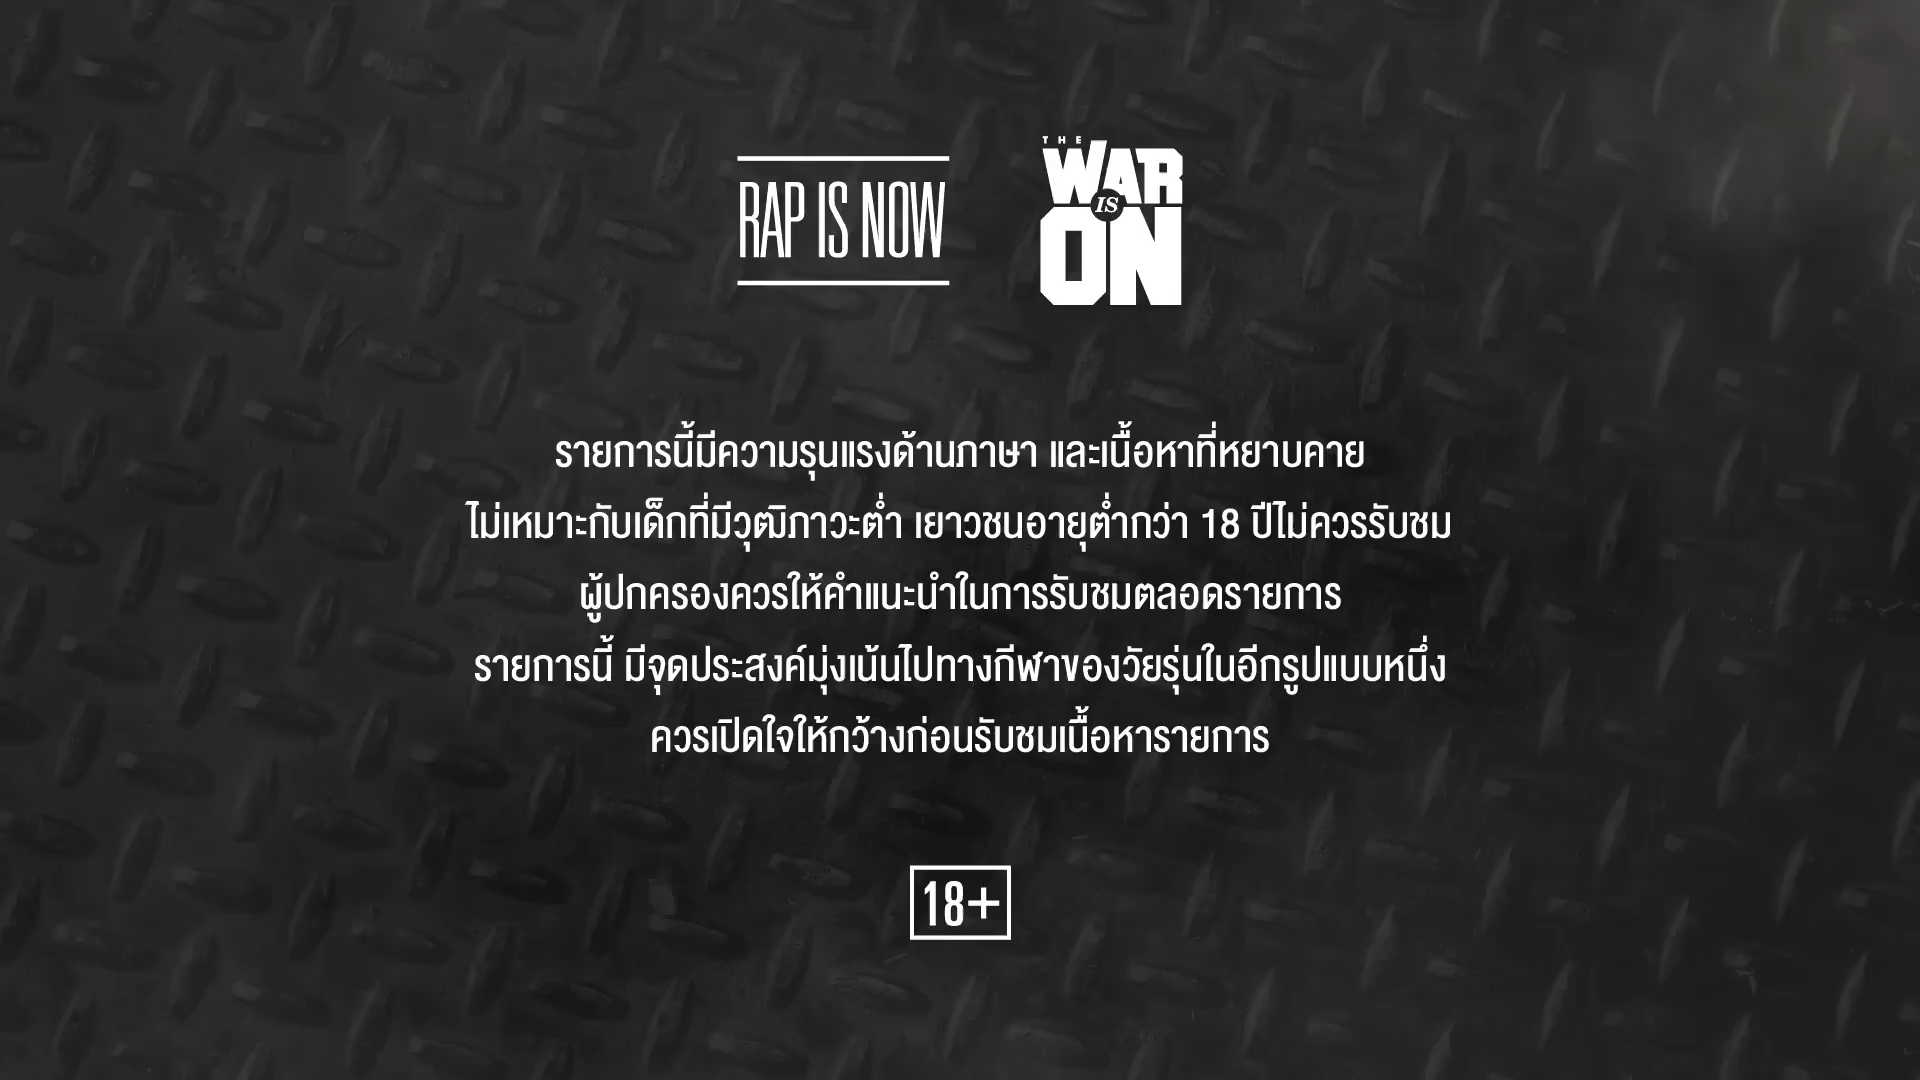 RAP IS NOW
THE
WAR
IS
ON
รายการนี้มีความรุนแรงด้านภาษา และเนื้อหาที่หยาบคาย
ไม่เหมาะกับเด็กที่มีวุฒิภาวะต่ำ เยาวชนอายุต่ำกว่า 18 ปีไม่ควรรับชม
ผู้ปกครองควรให้คำแนะนำในการรับชมตลอดรายการ
รายการนี้ มีจุดประสงค์มุ่งเน้นไปทางกีฬาของวัยรุ่นในอีกรูปแบบหนึ่ง
ควรเปิดใจให้กว้างก่อนรับชมเนื้อหารายการ
18+